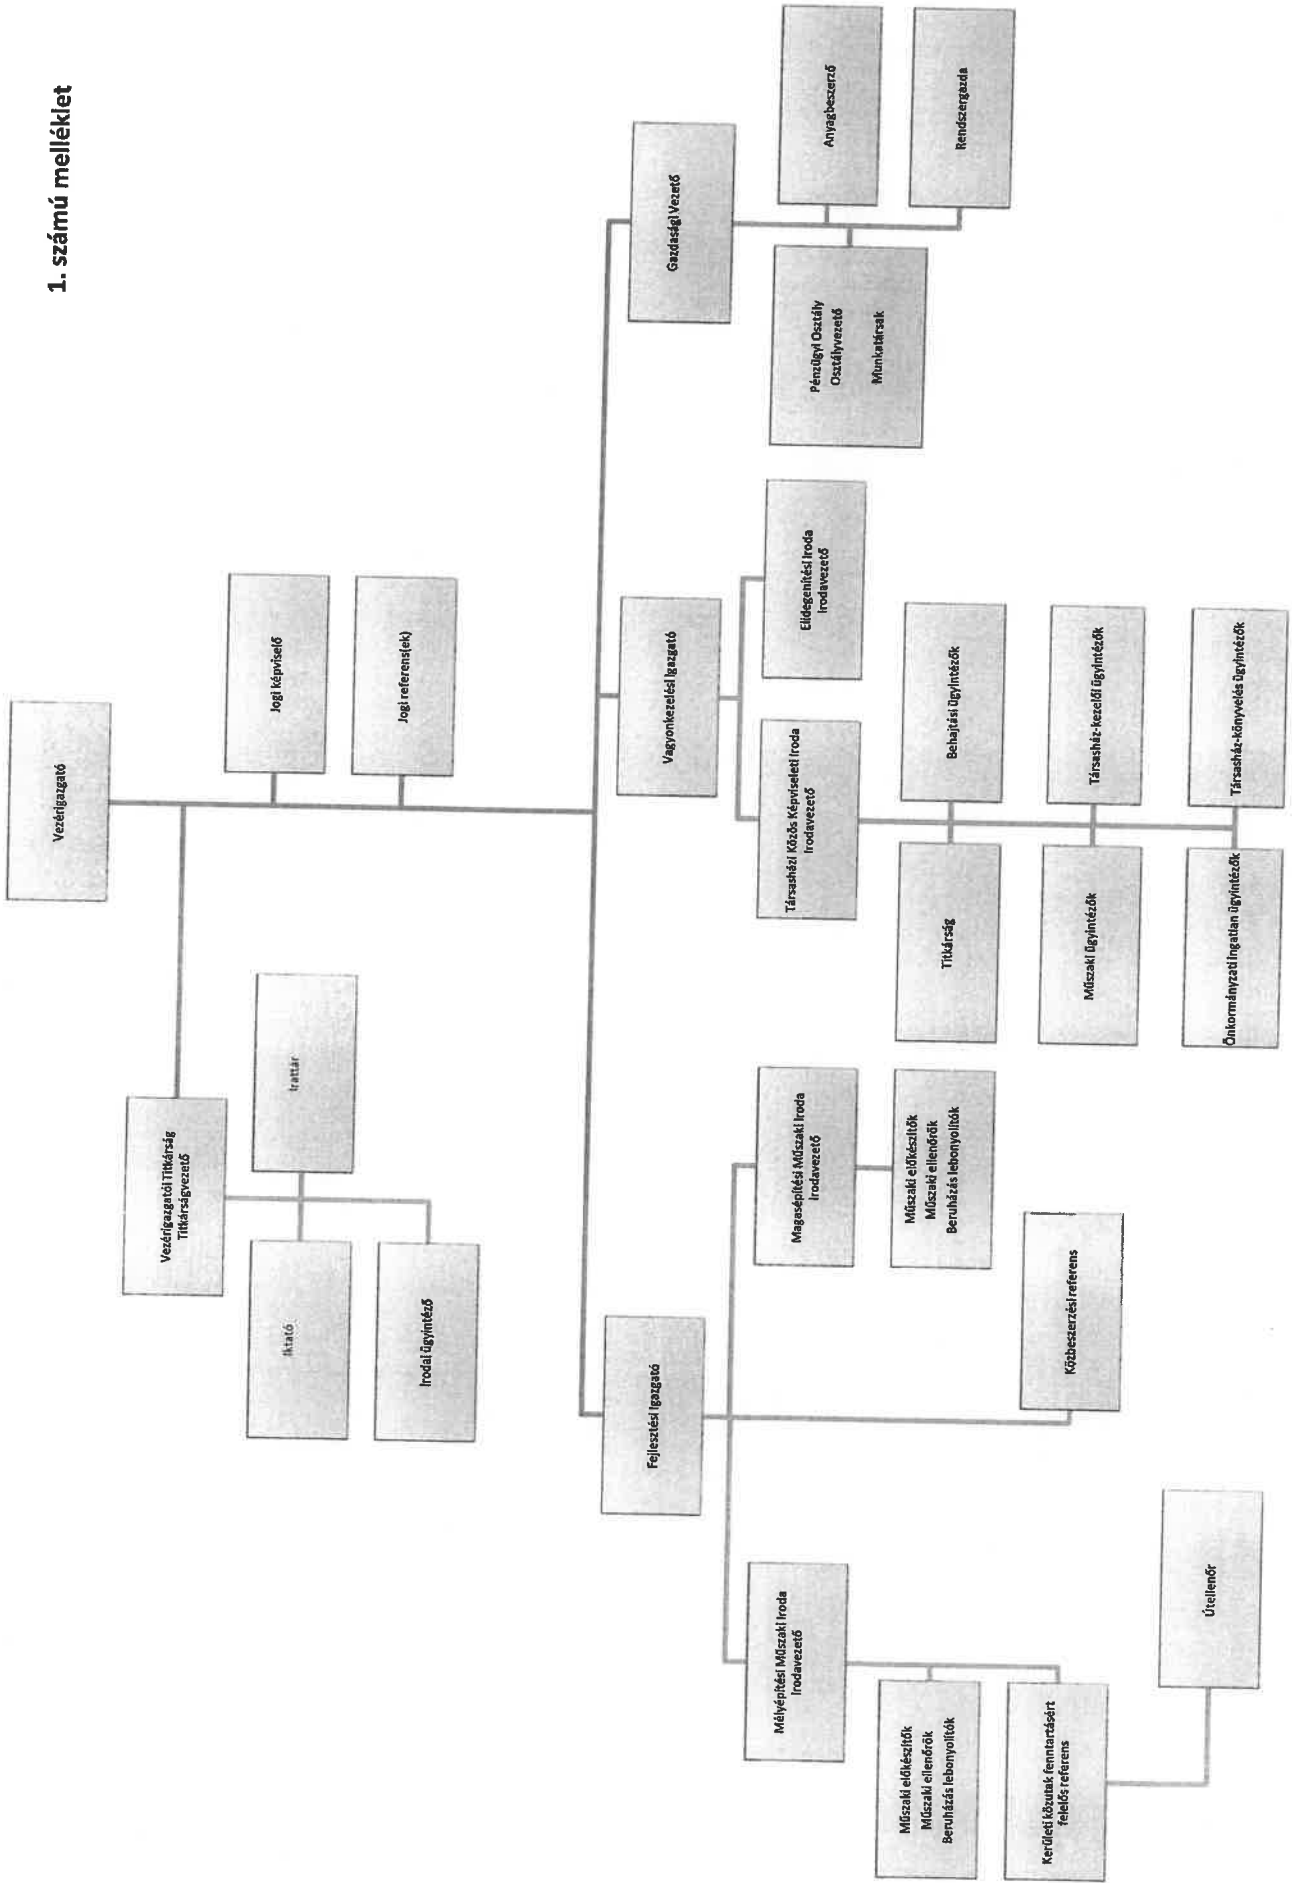 1. számú melléklet
Vezérigazgató
Vezérigazgatói Titkárság
Titkárságvezető
Iktató
Irattár
Irodai ügyintéző
Jogi képviselő
Jogi referens(ek)
Fejlesztési Igazgató
Mélyépítési Műszaki Iroda
Irodavezető
Műszaki előkészítők
Műszaki ellenőrök
Beruházás lebonyolítók
Kerületi közutak fenntartásért
felelős referens
Útellenőr
Közbeszerzési referens
Magasépítési Műszaki Iroda
Irodavezető
Műszaki előkészítők
Műszaki ellenőrök
Beruházás lebonyolítók
Vagyonkezelési Igazgató
Társasházi Közös Képviseleti Iroda
Irodavezető
Titkárság
Behajtási ügyintézők
Műszaki ügyintézők
Társasház-kezelői ügyintézők
Önkormányzati ingatlan ügyintézők
Társasház-könyvelés ügyintézők
Elidegenítési Iroda
Irodavezető
Gazdasági Vezető
Pénzügyi Osztály
Osztályvezető
Munkatársak
Anyagbeszerző
Rendszergazda